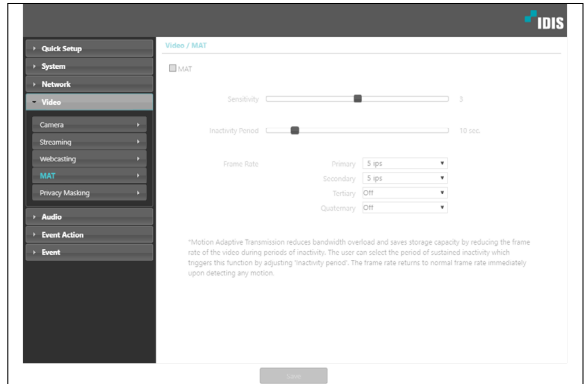 IDIS
Quick Setup
System
Network
Video
Camera
Streaming
Webcasting
MAT
Privacy Masking
Audio
Event Action
Event
Video / MAT
MAT
Sensitivity 3
Inactivity Period 10 sec.
Frame Rate Primary 5 ips
Secondary 5 ips
Tertiary Off
Quaternary Off
*Motion Adaptive Transmission reduces bandwidth overload and saves storage capacity by reducing the frame
rate of the video during periods of inactivity. The user can select the period of sustained inactivity which
triggers this function by adjusting 'Inactivity period'. The frame rate returns to normal frame rate immediately
upon detecting any motion.
Save